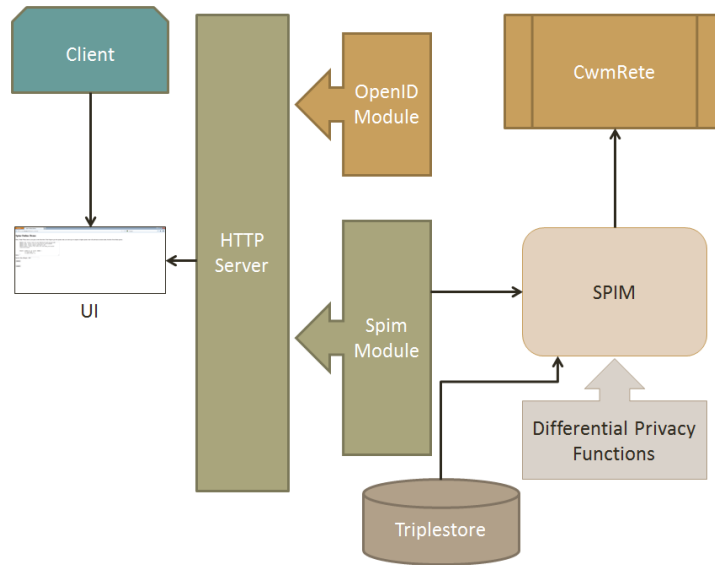 Client
OpenID
Module
CwmRete
HTTP
Server
UI
Spim
Module
SPIM
Differential Privacy
Functions
Triplestore